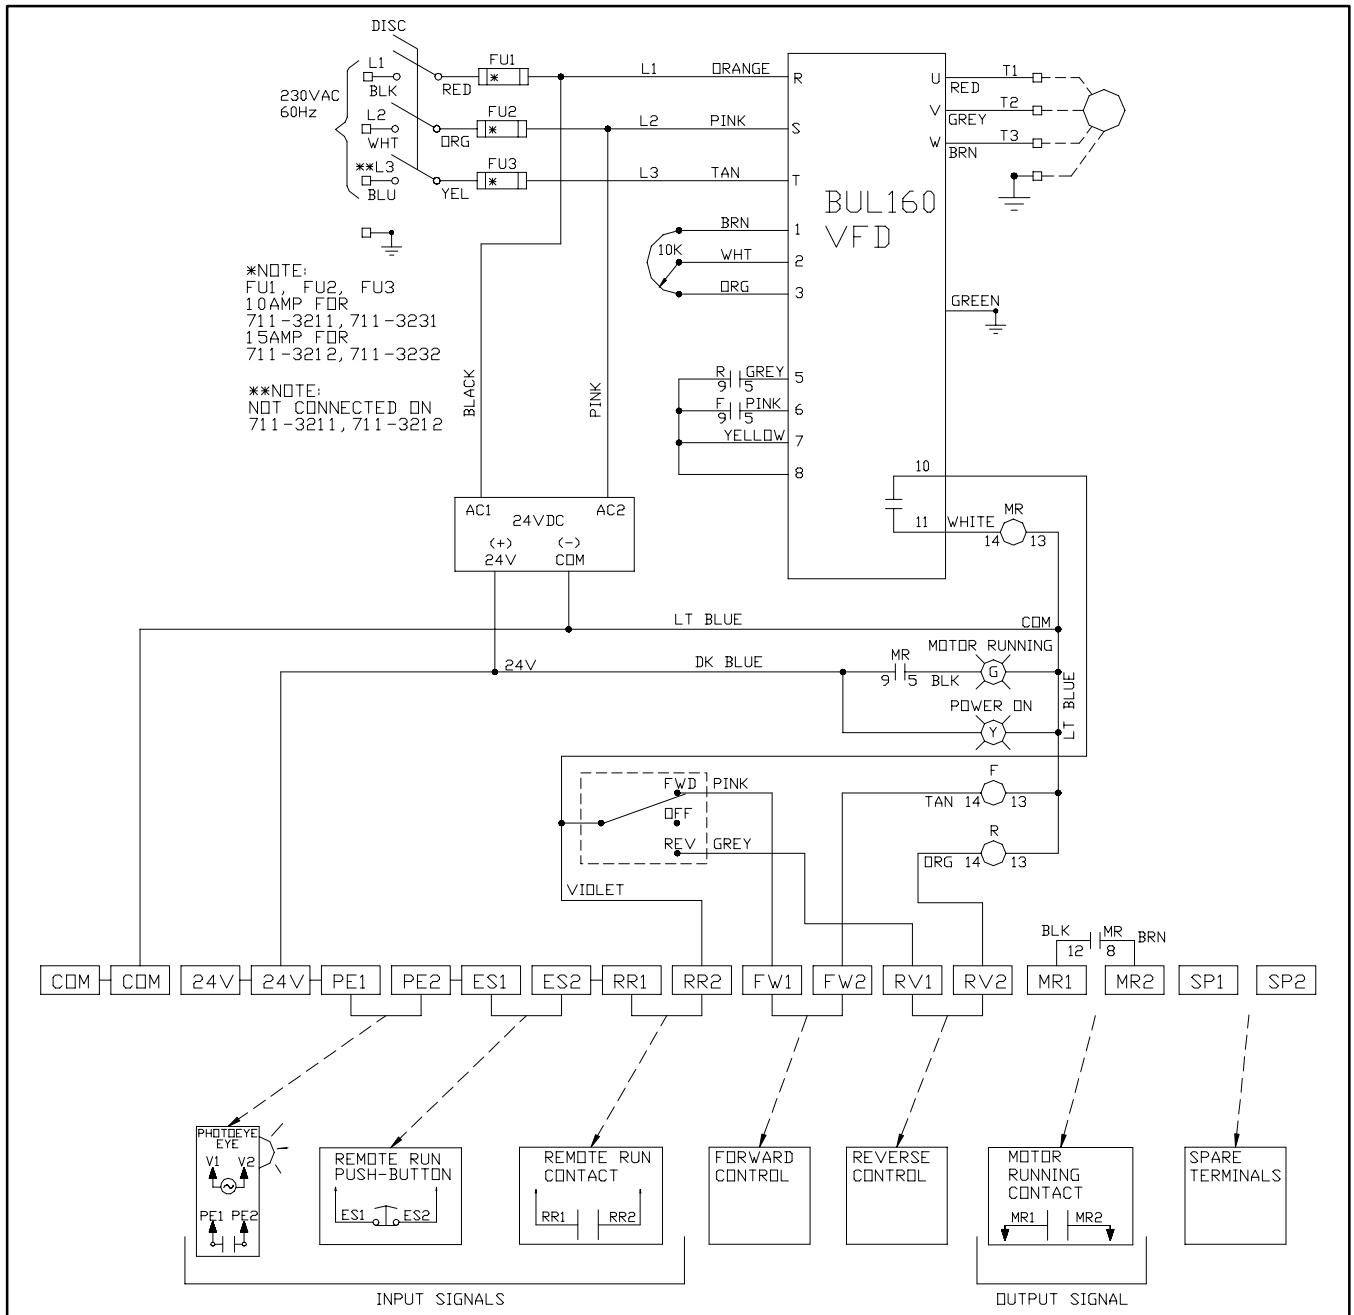 DISC
L1
BLK
RED
FU1
*
L1
ORANGE
R
U
RED
T1
230VAC
60Hz
L2
WHT
ORG
FU2
*
L2
PINK
S
V
GREY
T2
**L3
BLU
YEL
FU3
*
L3
TAN
T
W
BRN
T3
BUL160
VFD
BRN
1
10K
WHT
2
ORG
3
GREEN
*NOTE:
FU1, FU2, FU3
10AMP FOR
711-3211,711-3231
15AMP FOR
711-3212,711-3232
**NOTE:
NOT CONNECTED ON
711-3211,711-3212
BLACK
PINK
R
9
5
GREY
5
F
9
5
PINK
6
YELLOW
7
8
10
11
WHITE
MR
14
13
AC1
AC2
24VDC
(+)
(-)
24V
COM
LT BLUE
COM
MOTOR RUNNING
24V
DK BLUE
MR
9
5
BLK
G
POWER ON
Y
LT BLUE
FWD
PINK
OFF
REV
GREY
F
TAN
14
13
R
ORG
14
13
VIOLET
BLK
MR
BRN
12
8
COM
COM
24V
24V
PE1
PE2
ES1
ES2
RR1
RR2
FW1
FW2
RV1
RV2
MR1
MR2
SP1
SP2
PHOTOEYE
EYE
V1
V2
PE1
PE2
REMOTE RUN
PUSH-BUTTON
ES1
ES2
REMOTE RUN
CONTACT
RR1
RR2
FORWARD
CONTROL
REVERSE
CONTROL
MOTOR
RUNNING
CONTACT
MR1
MR2
SPARE
TERMINALS
INPUT SIGNALS
OUTPUT SIGNAL